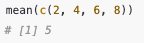 mean(c(2, 4, 6, 8))
# [1] 5